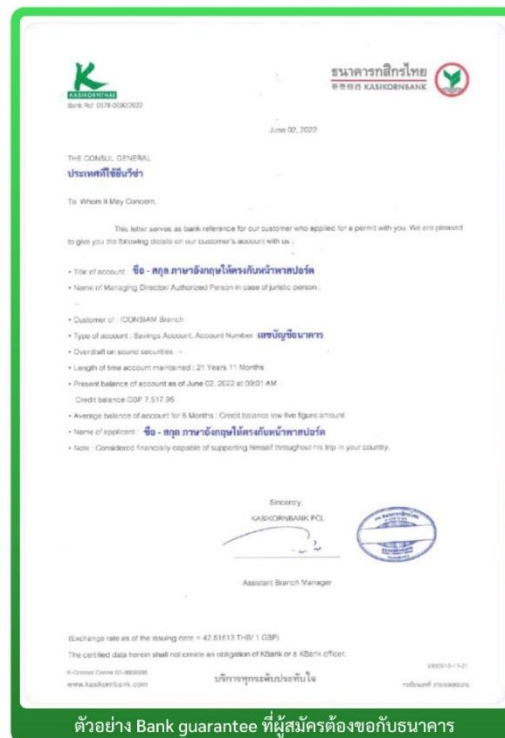 K
KASIKORNTHAI
Bank Ref. 0578-0092/2022
ธนาคารกสิกรไทย
KASIKORNBANK
June 02, 2022
THE CONSUL GENERAL
ประเทศที่ใช้ยื่นวีซ่า
To Whom It May Concern,
This letter serves as bank reference for our customer who applied for a permit with you. We are pleased
to give you the following details on our customer's account with us :
• Title of account : ชื่อ - สกุล ภาษาอังกฤษให้ตรงกับหน้าพาสปอร์ต
• Name of Managing Director/ Authorized Person in case of juristic person :
-
• Customer of : ICONSIAM Branch
• Type of account : Savings Account, Account Number เลขบัญชีธนาคาร
• Overdraft on sound securities : -
• Length of time account maintained : 21 Years 11 Months
• Present balance of account as of June 02, 2022 at 09:01 AM
Credit balance GBP 7,517.95
• Average balance of account for 6 Months : Credit balance low five figure amount
• Name of applicant : ชื่อ - สกุล ภาษาอังกฤษให้ตรงกับหน้าพาสปอร์ต
• Note : Considered financially capable of supporting himself throughout his trip in your country.
Sincerely,
KASIKORNBANK PCL
Assistant Branch Manager
(Exchange rate as of the issuing date = 42.61613 THB/ 1 GBP)
The certified data herein shall not create an obligation of KBank or a KBank officer.
K-Contact Center 02-8888888
www.kasikornbank.com
บริการทุกระดับประทับใจ
ตัวอย่าง Bank guarantee ที่ผู้สมัครต้องขอกับธนาคาร